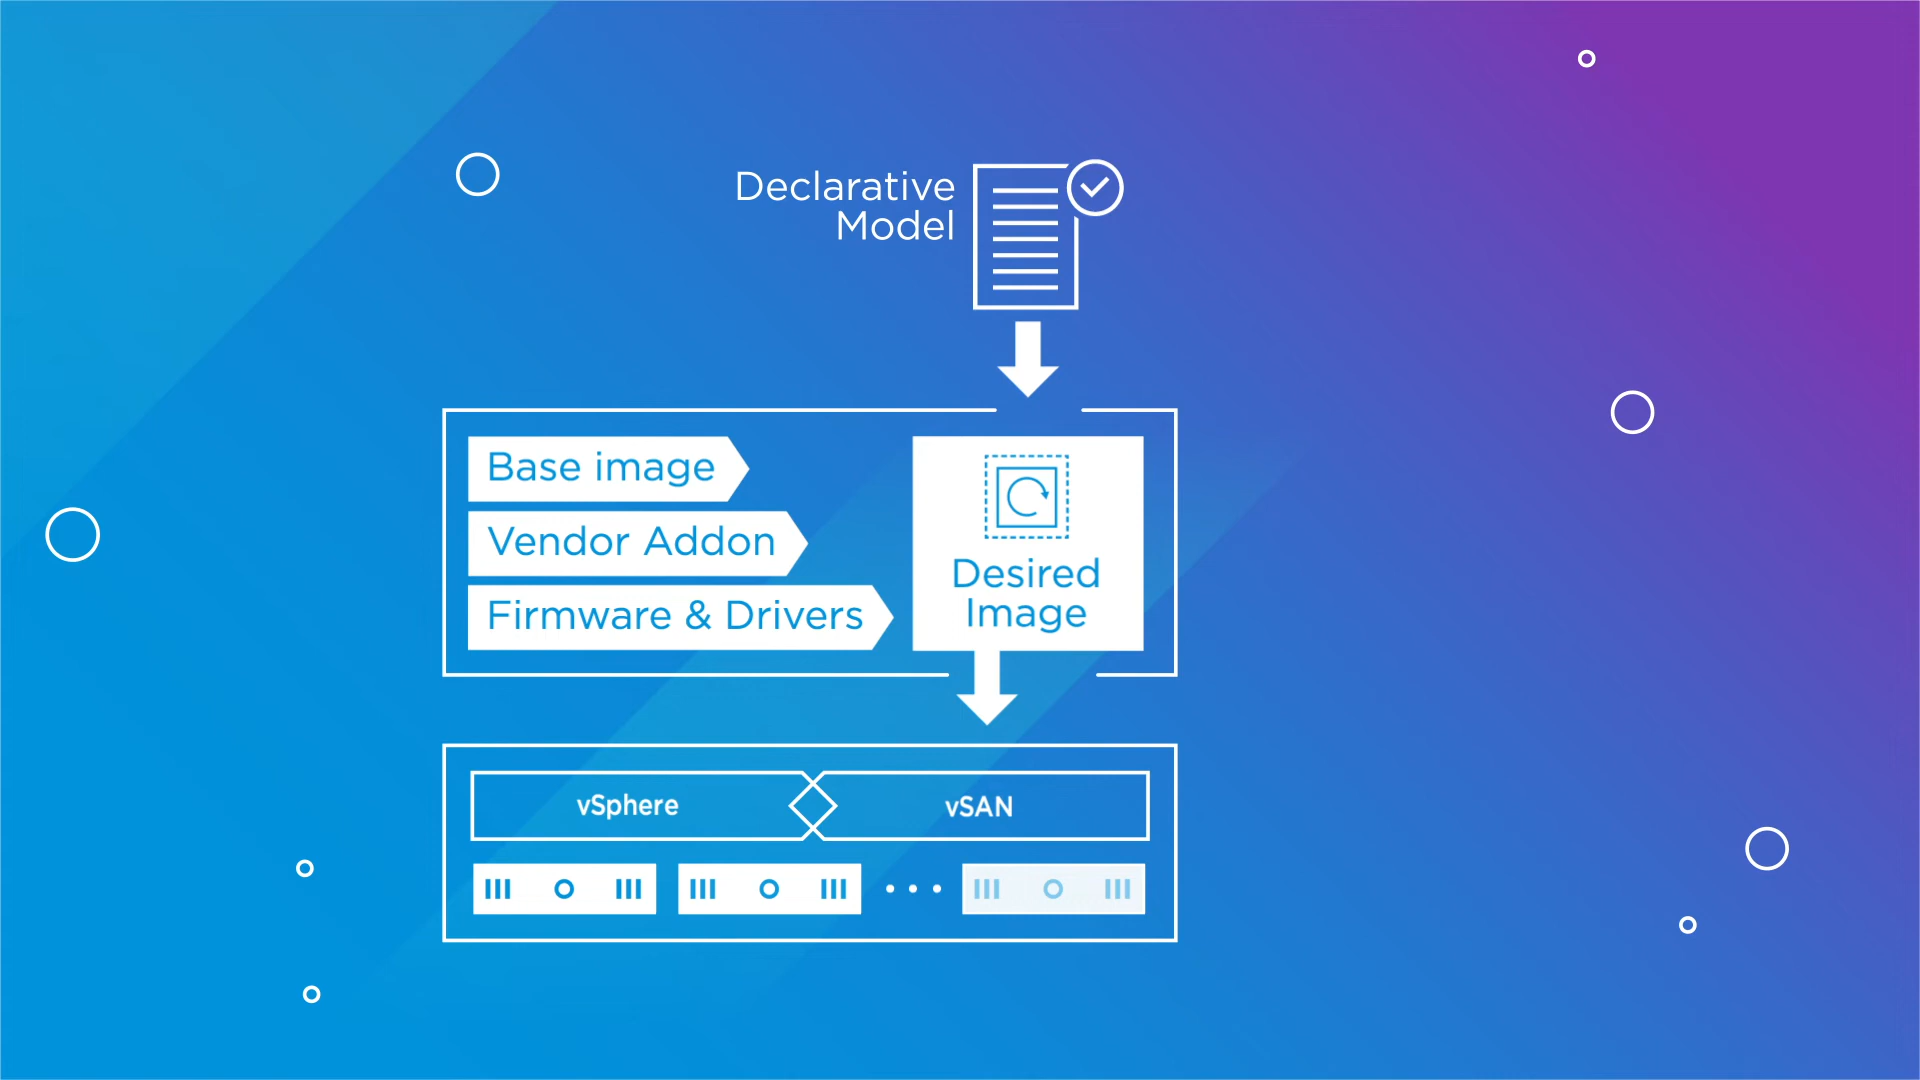 Declarative
Model
Base image
Vendor Addon
Firmware & Drivers
Desired
Image
vSphere
vSAN